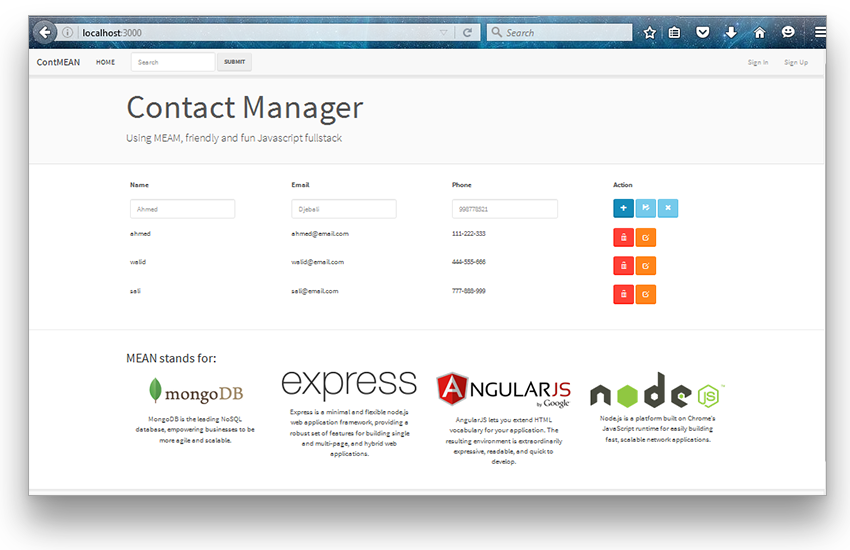 localhost:3000
Search
ContMEAN HOME Search SUBMIT Sign In Sign Up
Contact Manager
Using MEAM, friendly and fun Javascript fullstack
Name Email Phone Action
Ahmed Djebali 998778521
ahmed ahmed@email.com 111-222-333
walid walid@email.com 444-555-666
sali sali@email.com 777-888-999
MEAN stands for:
mongoDB
MongoDB is the leading NoSQL
database, empowering businesses to be
more agile and scalable.
express
Express is a minimal and flexible node.js
web application framework, providing a
robust set of features for building single
and multi-page, and hybrid web
applications.
ANGULARJS
by Google
AngularJS lets you extend HTML
vocabulary for your application. The
resulting environment is extraordinarily
expressive, readable, and quick to
develop.
node
JS
Node.js is a platform built on Chrome's
JavaScript runtime for easily building
fast, scalable network applications.